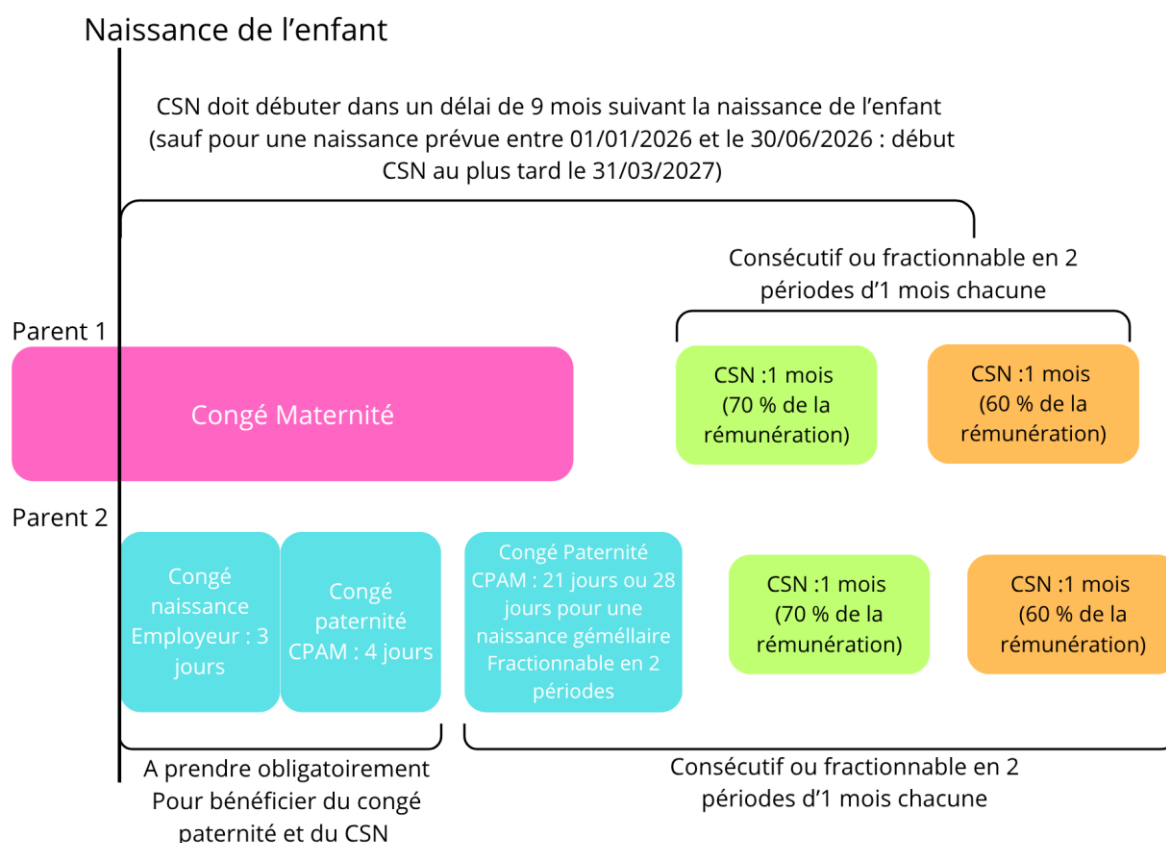 Naissance de l’enfant
CSN doit débuter dans un délai de 9 mois suivant la naissance de l’enfant
(sauf pour une naissance prévue entre 01/01/2026 et le 30/06/2026 : début
CSN au plus tard le 31/03/2027)
Consécutif ou fractionnable en 2
périodes d’1 mois chacune
Parent 1
Congé Maternité
CSN :1 mois
(70 % de la
rémunération)
CSN :1 mois
(60 % de la
rémunération)
Parent 2
Congé
naissance
Employeur : 3
jours
Congé
paternité
CPAM : 4 jours
Congé Paternité
CPAM : 21 jours ou 28
jours pour une
naissance géméllaire
Fractionnable en 2
périodes
CSN :1 mois
(70 % de la
rémunération)
CSN :1 mois
(60 % de la
rémunération)
A prendre obligatoirement
Pour bénéficier du congé
paternité et du CSN
Consécutif ou fractionnable en 2
périodes d’1 mois chacune